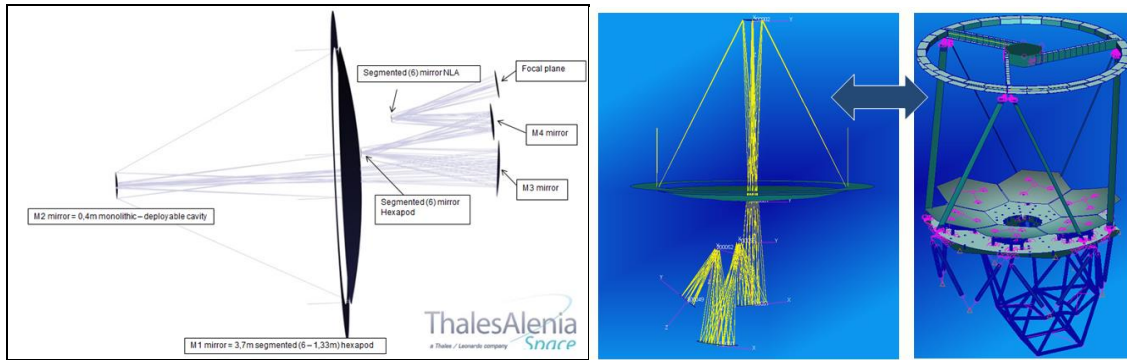 Segmented (6) mirror NLA
Focal plane
M4 mirror
M3 mirror
Segmented (6) mirror
Hexapod
M2 mirror = 0,4m monolithic – deployable cavity
M1 mirror = 3,7m segmented (6 – 1,33m) hexapod
ThalesAlenia
a Thales / Leonardo company
Space
Y
X
Y
X
Z
X